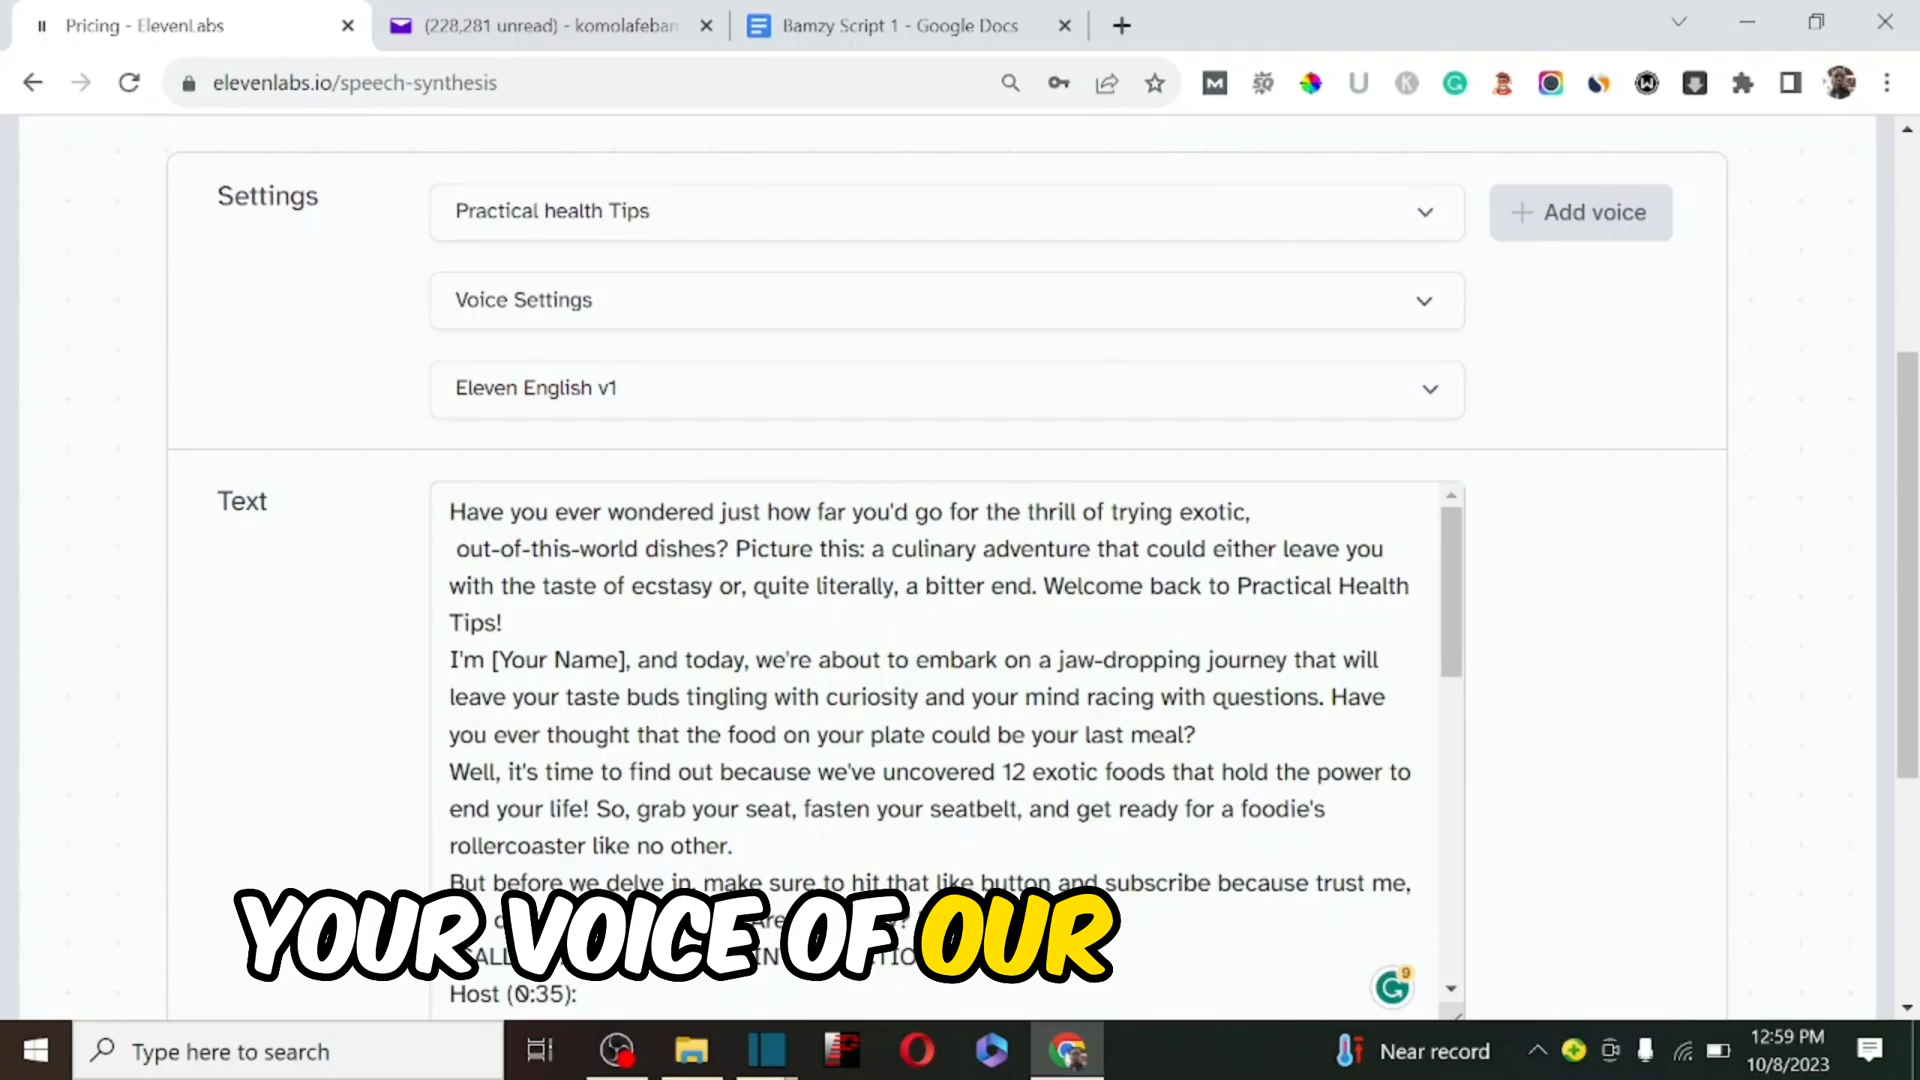 Pricing - ElevenLabs
(228,281 unread) - komolafebam
Bamzy Script 1 - Google Docs
elevenlabs.io/speech-synthesis
Settings
Practical health Tips
Add voice
Voice Settings
Eleven English v1
Text
Have you ever wondered just how far you'd go for the thrill of trying exotic,
out-of-this-world dishes? Picture this: a culinary adventure that could either leave you
with the taste of ecstasy or, quite literally, a bitter end. Welcome back to Practical Health
Tips!
I'm [Your Name], and today, we're about to embark on a jaw-dropping journey that will
leave your taste buds tingling with curiosity and your mind racing with questions. Have
you ever thought that the food on your plate could be your last meal?
Well, it's time to find out because we've uncovered 12 exotic foods that hold the power to
end your life! So, grab your seat, fasten your seatbelt, and get ready for a foodie's
rollercoaster like no other.
But before we delve in, make sure to hit that like button and subscribe because trust me,
YOUR VOICE OF OUR
Host (0:35):
9
Type here to search
Near record
12:59 PM
10/8/2023